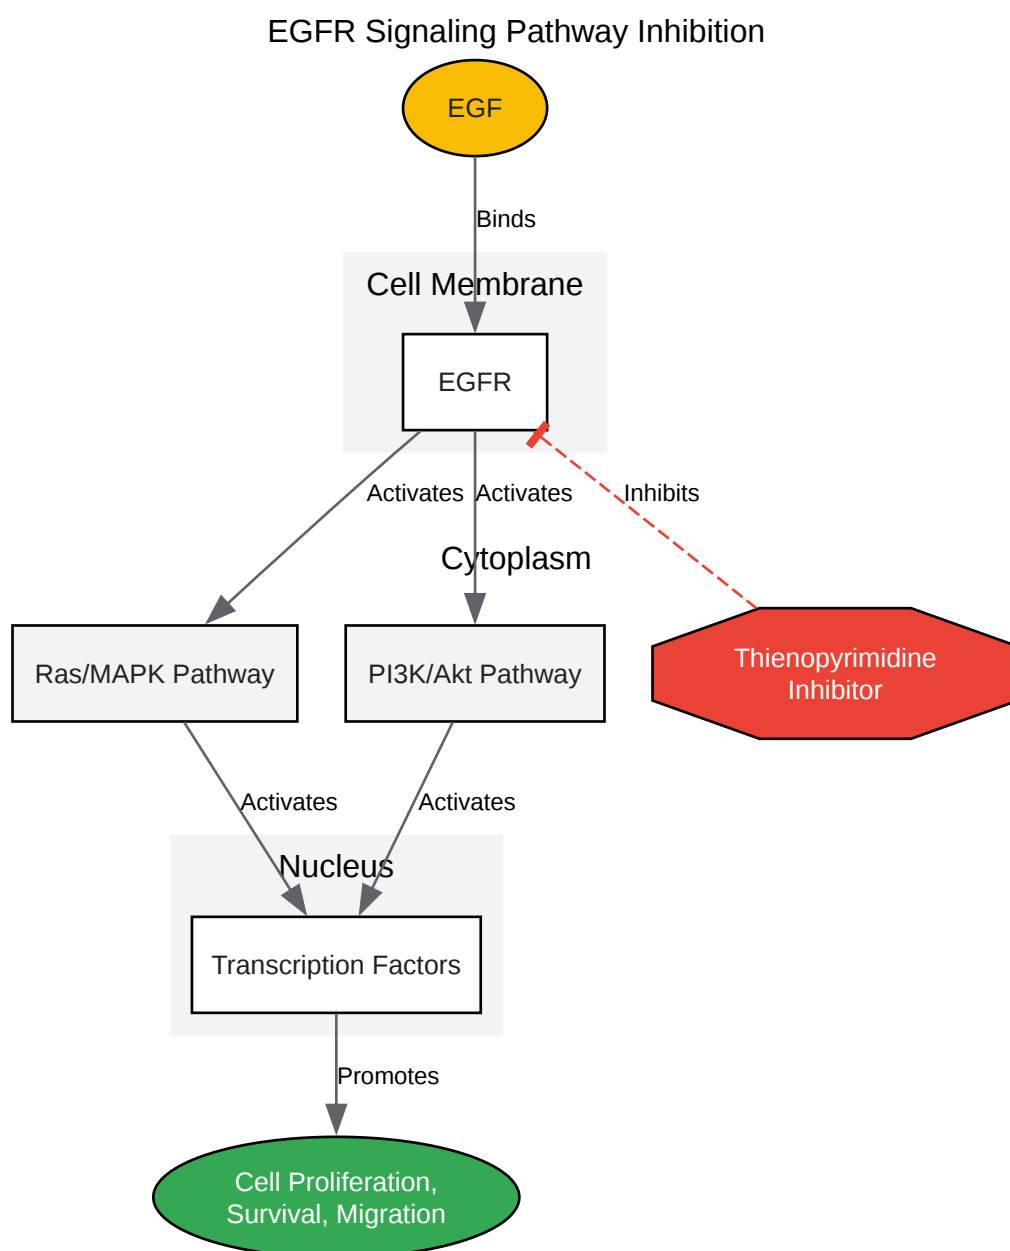 EGFR Signaling Pathway Inhibition
EGF
Binds
Cell Membrane
EGFR
Activates
Activates
Inhibits
Cytoplasm
Ras/MAPK Pathway
PI3K/Akt Pathway
Thienopyrimidine
Inhibitor
Activates
Activates
Nucleus
Transcription Factors
Promotes
Cell Proliferation,
Survival, Migration